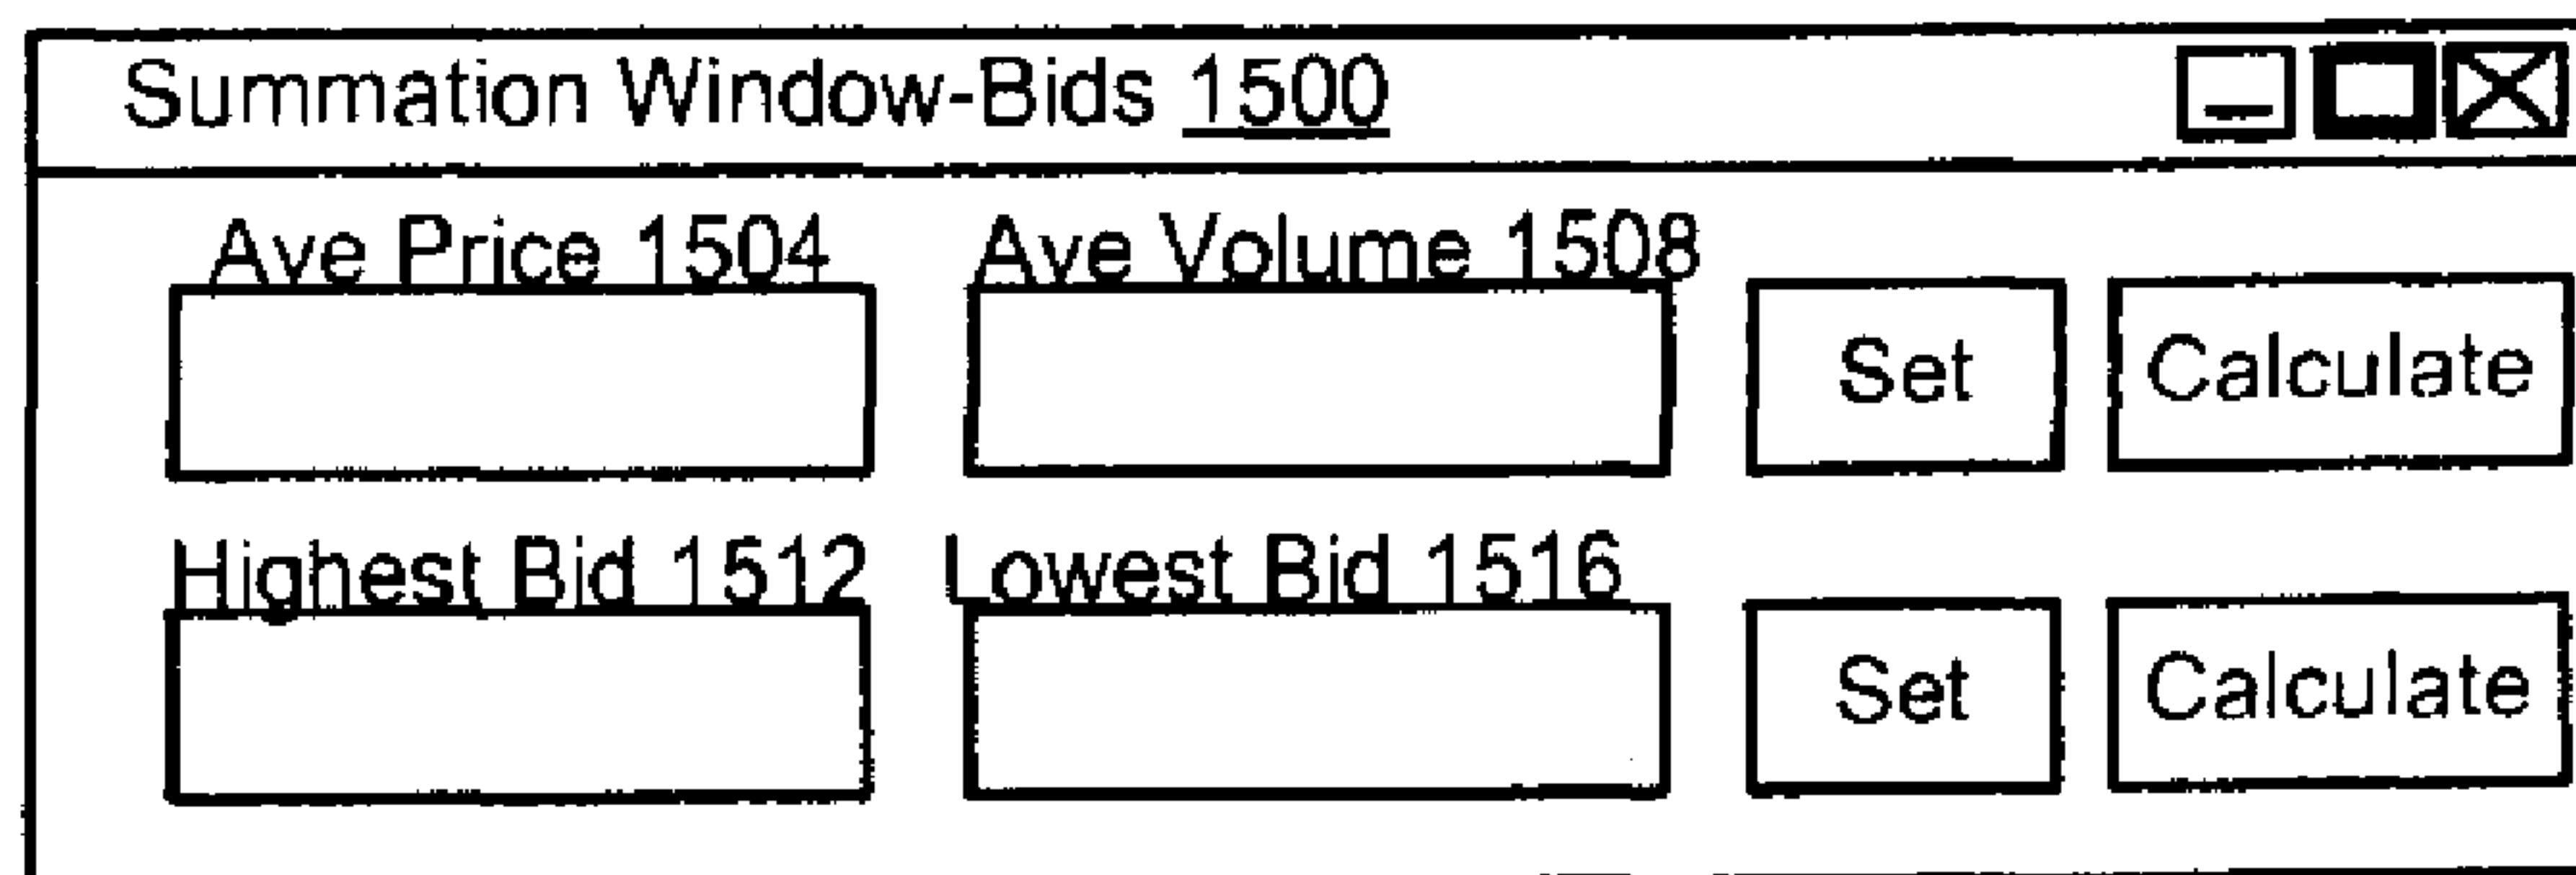 Summation Window-Bids 1500
Ave Price 1504 Ave Volume 1508
Set Calculate
Highest Bid 1512 Lowest Bid 1516
Set Calculate